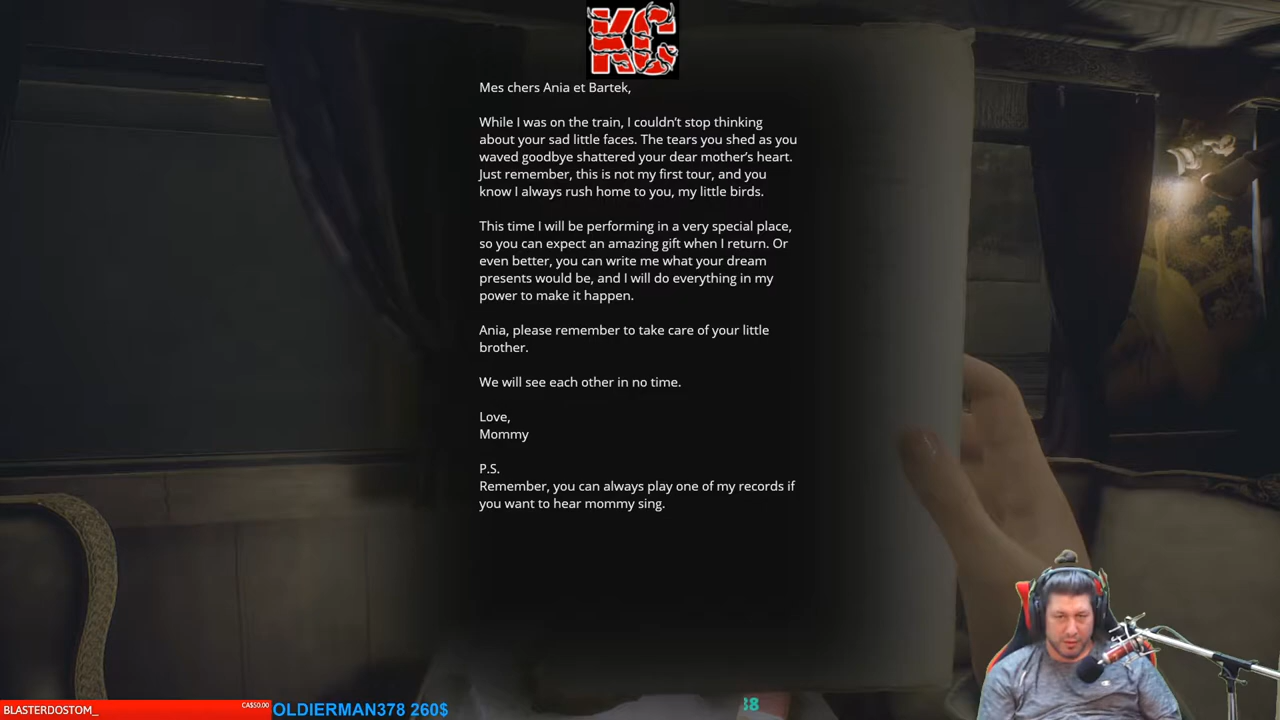 KC
Mes chers Ania et Bartek,
While I was on the train, I couldn't stop thinking
about your sad little faces. The tears you shed as you
waved goodbye shattered your dear mother's heart.
Just remember, this is not my first tour, and you
know I always rush home to you, my little birds.
This time I will be performing in a very special place,
so you can expect an amazing gift when I return. Or
even better, you can write me what your dream
presents would be, and I will do everything in my
power to make it happen.
Ania, please remember to take care of your little
brother.
We will see each other in no time.
Love,
Mommy
P.S.
Remember, you can always play one of my records if
you want to hear mommy sing.
BLASTERDOSTOM_ CA$50.00 OLDIERMAN378 260$